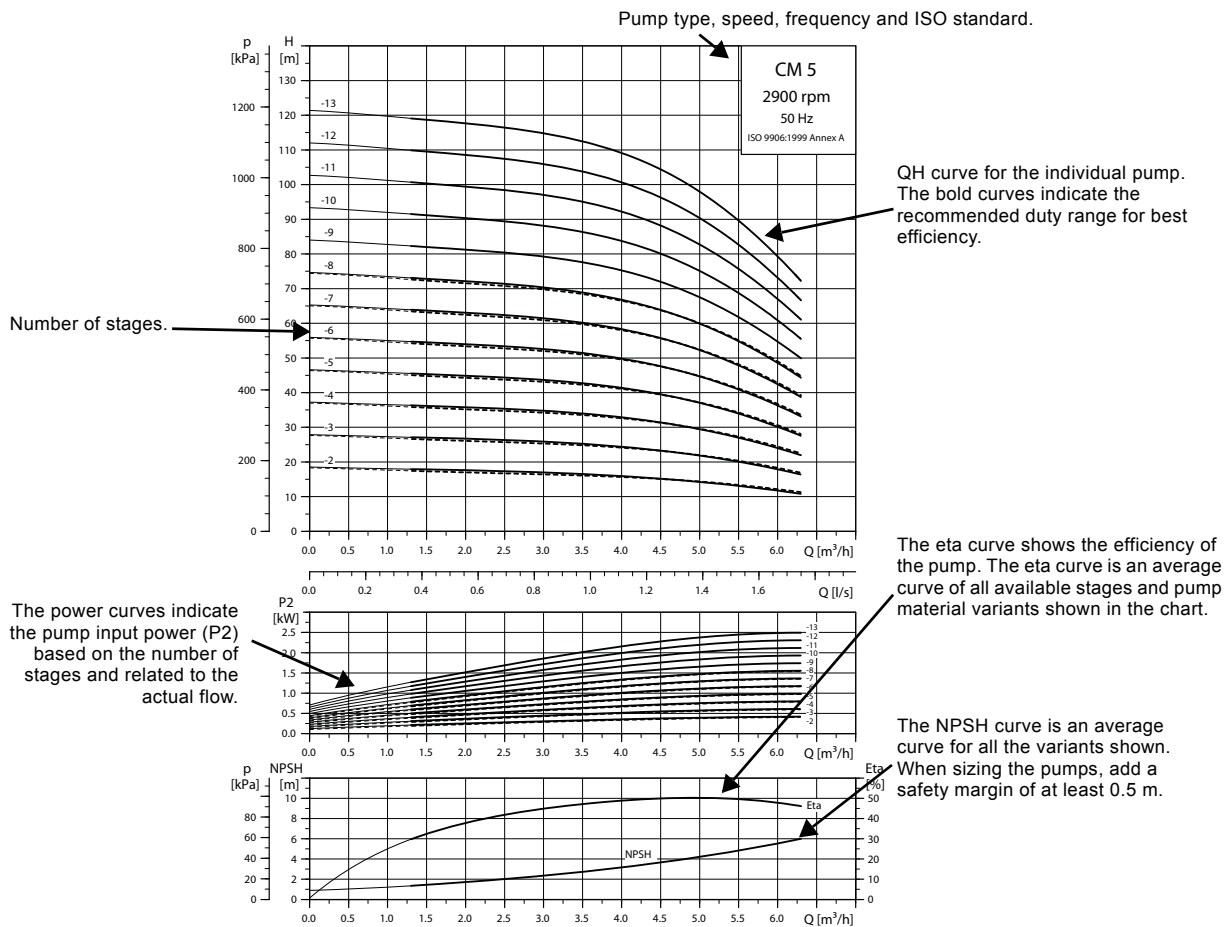 Pump type, speed, frequency and ISO standard.
p
[kPa]
H
[m]
CM 5
2900 rpm
50 Hz
ISO 9906:1999 Annex A
130
120
110
100
90
80
70
60
50
40
30
20
10
0
1200
1000
800
600
400
200
0
-13
-12
-11
-10
-9
-8
-7
-6
-5
-4
-3
-2
QH curve for the individual pump.
The bold curves indicate the
recommended duty range for best
efficiency.
Number of stages.
0.0 0.5 1.0 1.5 2.0 2.5 3.0 3.5 4.0 4.5 5.0 5.5 6.0 Q [m³/h]
0.0 0.2 0.4 0.6 0.8 1.0 1.2 1.4 1.6 Q [l/s]
The eta curve shows the efficiency of
the pump. The eta curve is an average
curve of all available stages and pump
material variants shown in the chart.
The power curves indicate
the pump input power (P2)
based on the number of
stages and related to the
actual flow.
P2
[kW]
2.5
2.0
1.5
1.0
0.5
0.0
-13
-12
-11
-10
-9
-8
-7
-6
-5
-4
-3
-2
0.0 0.5 1.0 1.5 2.0 2.5 3.0 3.5 4.0 4.5 5.0 5.5 6.0 Q [m³/h]
The NPSH curve is an average
curve for all the variants shown.
When sizing the pumps, add a
safety margin of at least 0.5 m.
p
[kPa]
NPSH
[m]
Eta
[%]
80
60
40
20
0
10
8
6
4
2
0
Eta
NPSH
50
40
30
20
10
0
0.0 0.5 1.0 1.5 2.0 2.5 3.0 3.5 4.0 4.5 5.0 5.5 6.0 Q [m³/h]